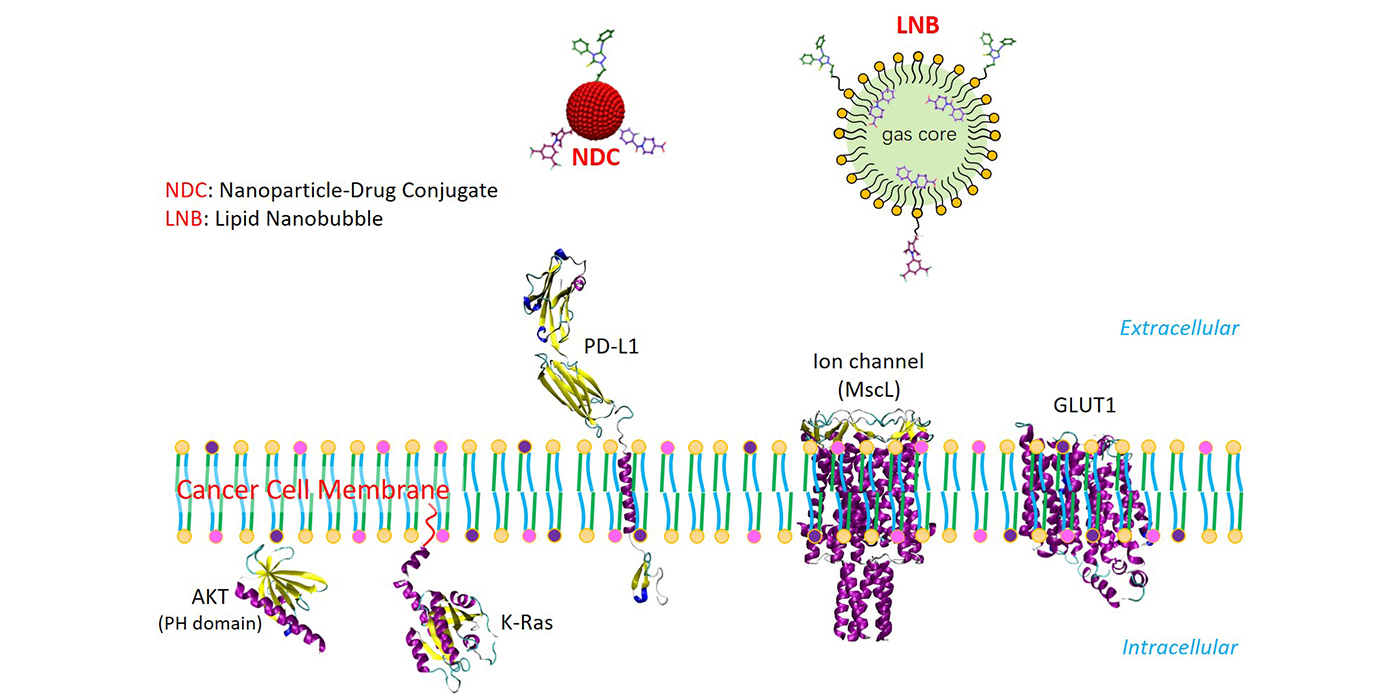 LNB
gas core
NDC
NDC: Nanoparticle-Drug Conjugate
LNB: Lipid Nanobubble
Extracellular
PD-L1
Ion channel
(MscL)
GLUT1
Cancer Cell Membrane
AKT
(PH domain)
K-Ras
Intracellular